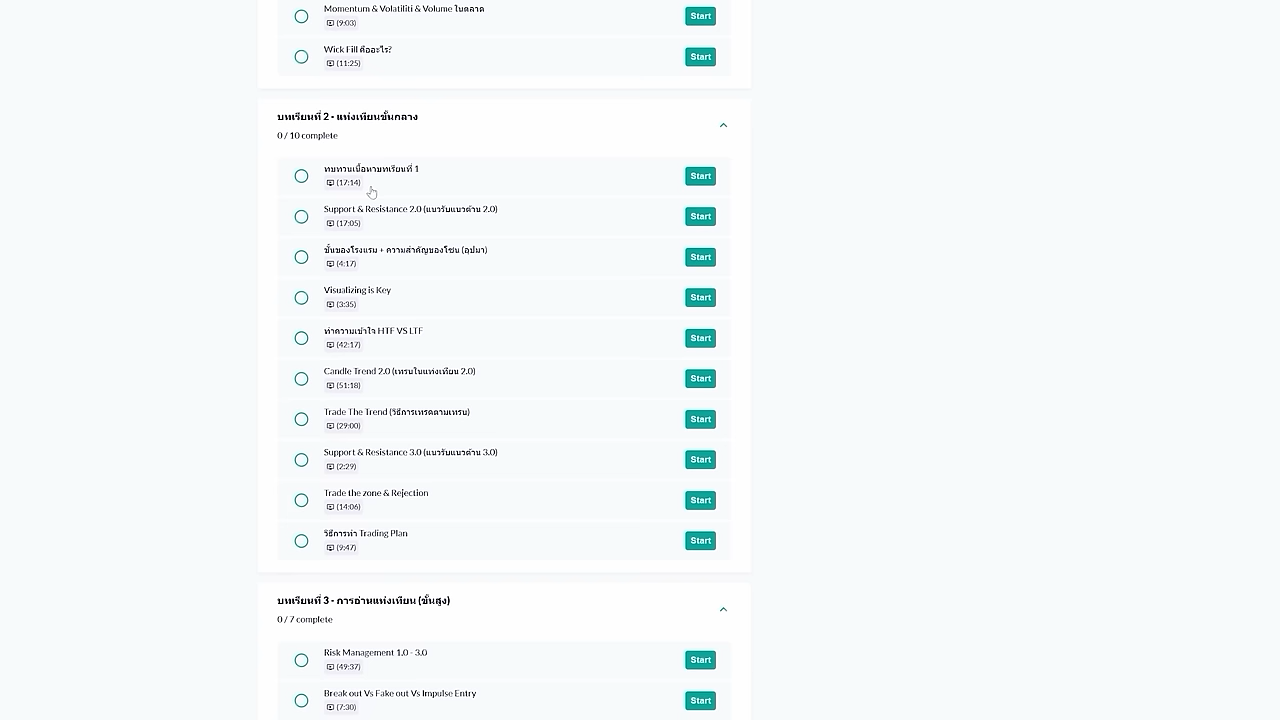 Momentum & Volatiliti & Volume ในตลาด
(9:03)
Start
Wick Fill คืออะไร?
(11:25)
Start
บทเรียนที่ 2 - แท่งเทียนขั้นกลาง
0 / 10 complete
ทบทวนเนื้อหาบทเรียนที่ 1
(17:14)
Start
Support & Resistance 2.0 (แนวรับแนวต้าน 2.0)
(17:05)
Start
ชั้นของโรงแรม + ความสำคัญของโซน (อุปมา)
(4:17)
Start
Visualizing is Key
(3:35)
Start
ทำความเข้าใจ HTF VS LTF
(42:17)
Start
Candle Trend 2.0 (เทรนในแท่งเทียน 2.0)
(51:18)
Start
Trade The Trend (วิธีการเทรดตามเทรน)
(29:00)
Start
Support & Resistance 3.0 (แนวรับแนวต้าน 3.0)
(2:29)
Start
Trade the zone & Rejection
(14:06)
Start
วิธีการทำ Trading Plan
(9:47)
Start
บทเรียนที่ 3 - การอ่านแท่งเทียน (ขั้นสูง)
0 / 7 complete
Risk Management 1.0 - 3.0
(49:37)
Start
Break out Vs Fake out Vs Impulse Entry
(7:30)
Start